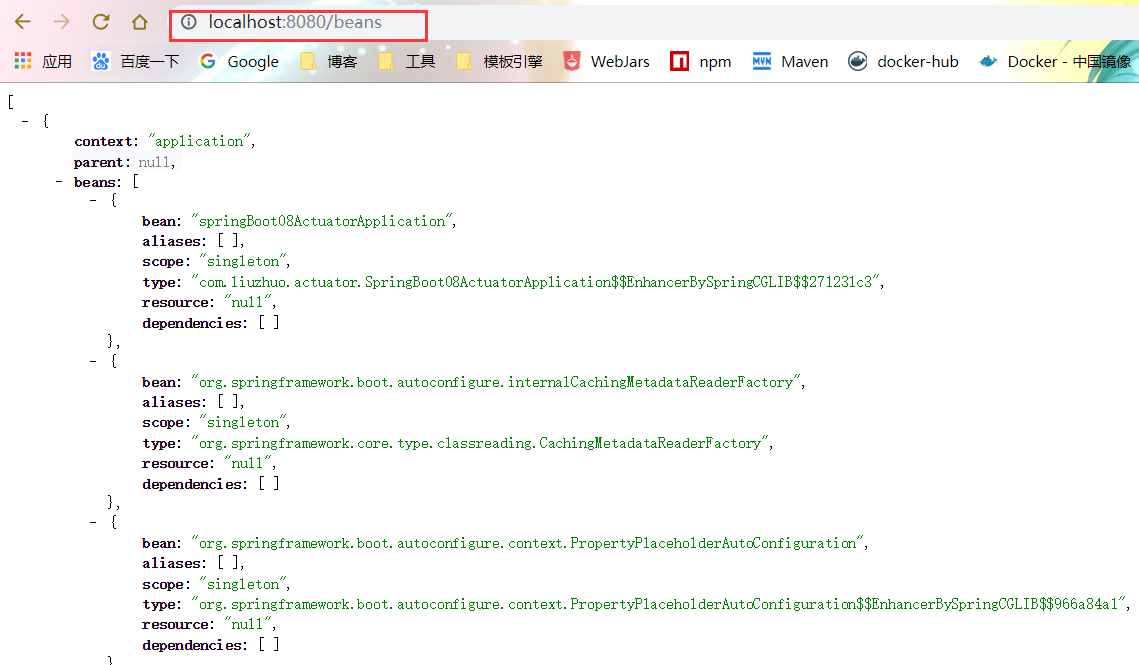 localhost:8080/beans
应用 百度一下 Google 博客 工具 模板引擎 WebJars npm Maven docker-hub Docker - 中国镜像
[
- {
context: "application",
parent: null,
- beans: [
- {
bean: "springBoot08ActuatorApplication",
aliases: [ ],
scope: "singleton",
type: "com.liuzhuo.actuator.SpringBoot08ActuatorApplication$$EnhancerBySpringCGLIB$$271231c3",
resource: "null",
dependencies: [ ]
},
- {
bean: "org.springframework.boot.autoconfigure.internalCachingMetadataReaderFactory",
aliases: [ ],
scope: "singleton",
type: "org.springframework.core.type.classreading.CachingMetadataReaderFactory",
resource: "null",
dependencies: [ ]
},
- {
bean: "org.springframework.boot.autoconfigure.context.PropertyPlaceholderAutoConfiguration",
aliases: [ ],
scope: "singleton",
type: "org.springframework.boot.autoconfigure.context.PropertyPlaceholderAutoConfiguration$$EnhancerBySpringCGLIB$$966a84a1",
resource: "null",
dependencies: [ ]
}